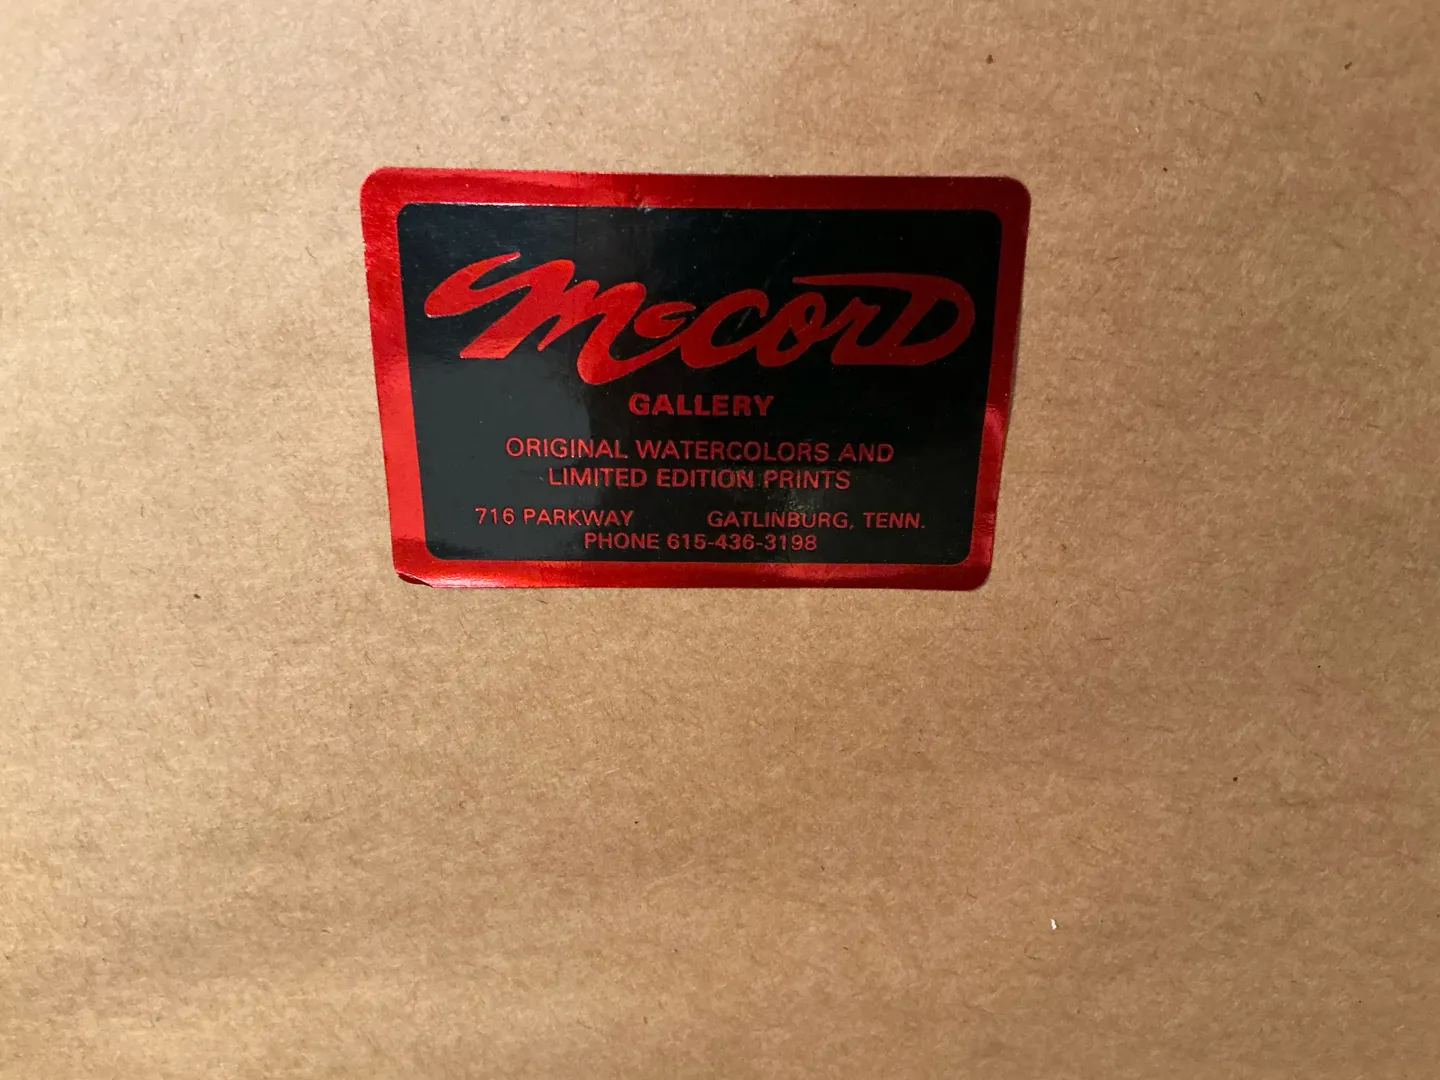 McCord
GALLERY
ORIGINAL WATERCOLORS AND
LIMITED EDITION PRINTS
716 PARKWAY GATLINBURG, TENN.
PHONE 615-436-3198